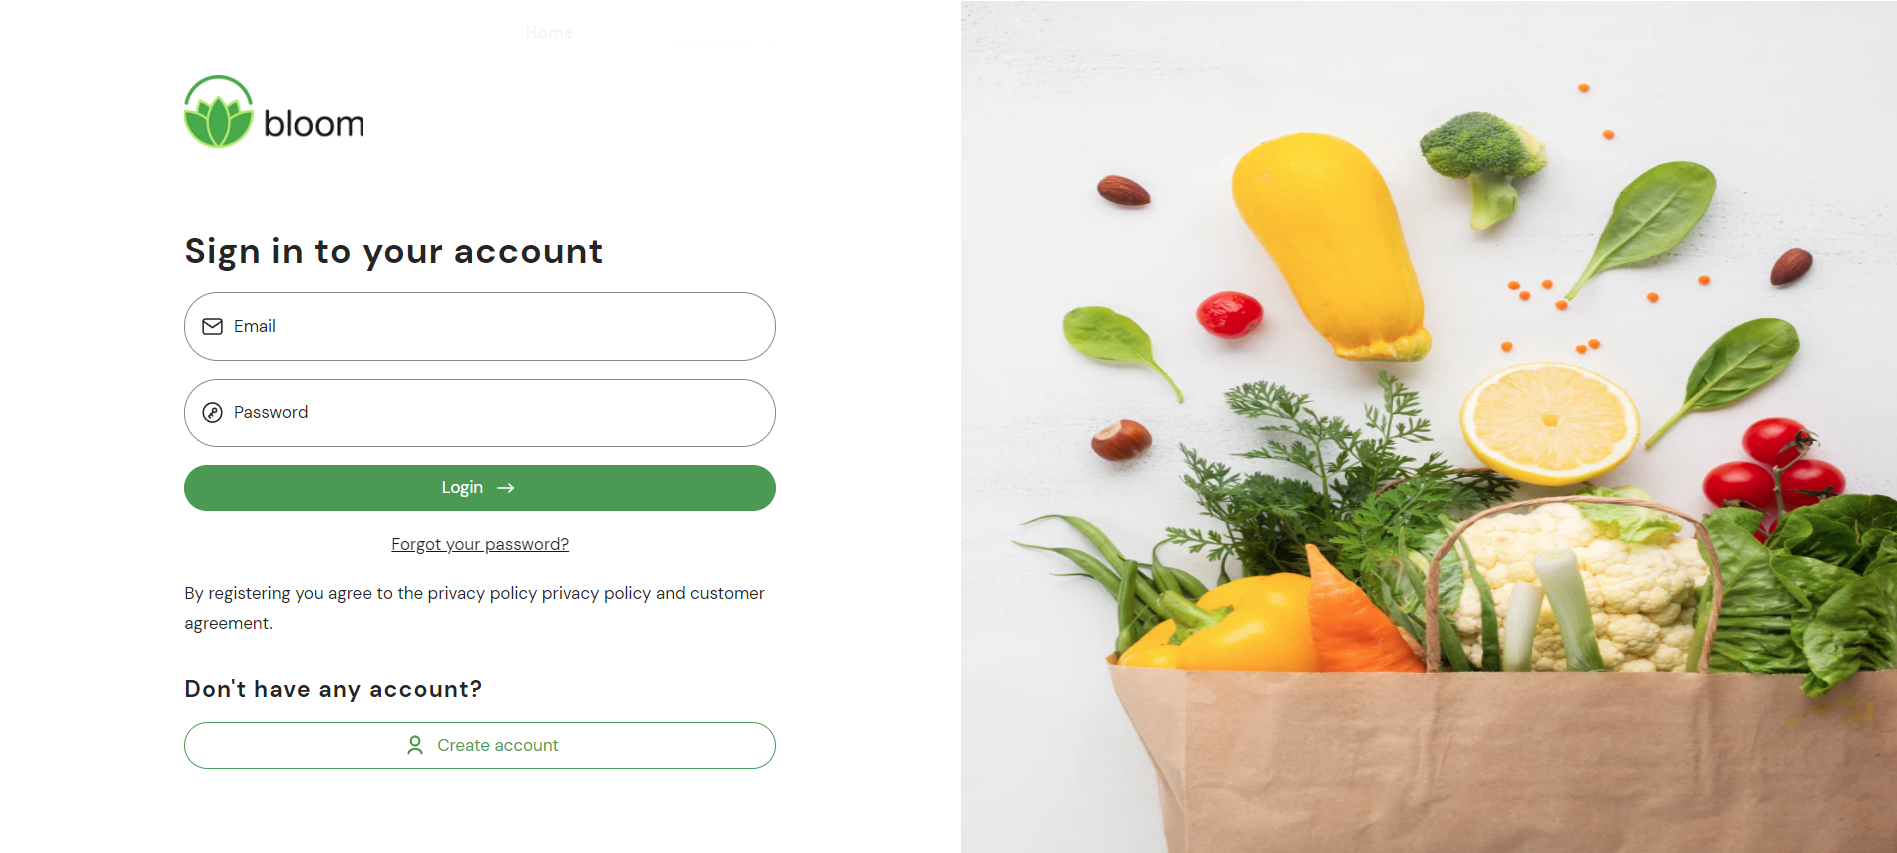 Home
bloom
Sign in to your account
Email
Password
Login
Forgot your password?
By registering you agree to the privacy policy privacy policy and customer
agreement.
Don't have any account?
Create account